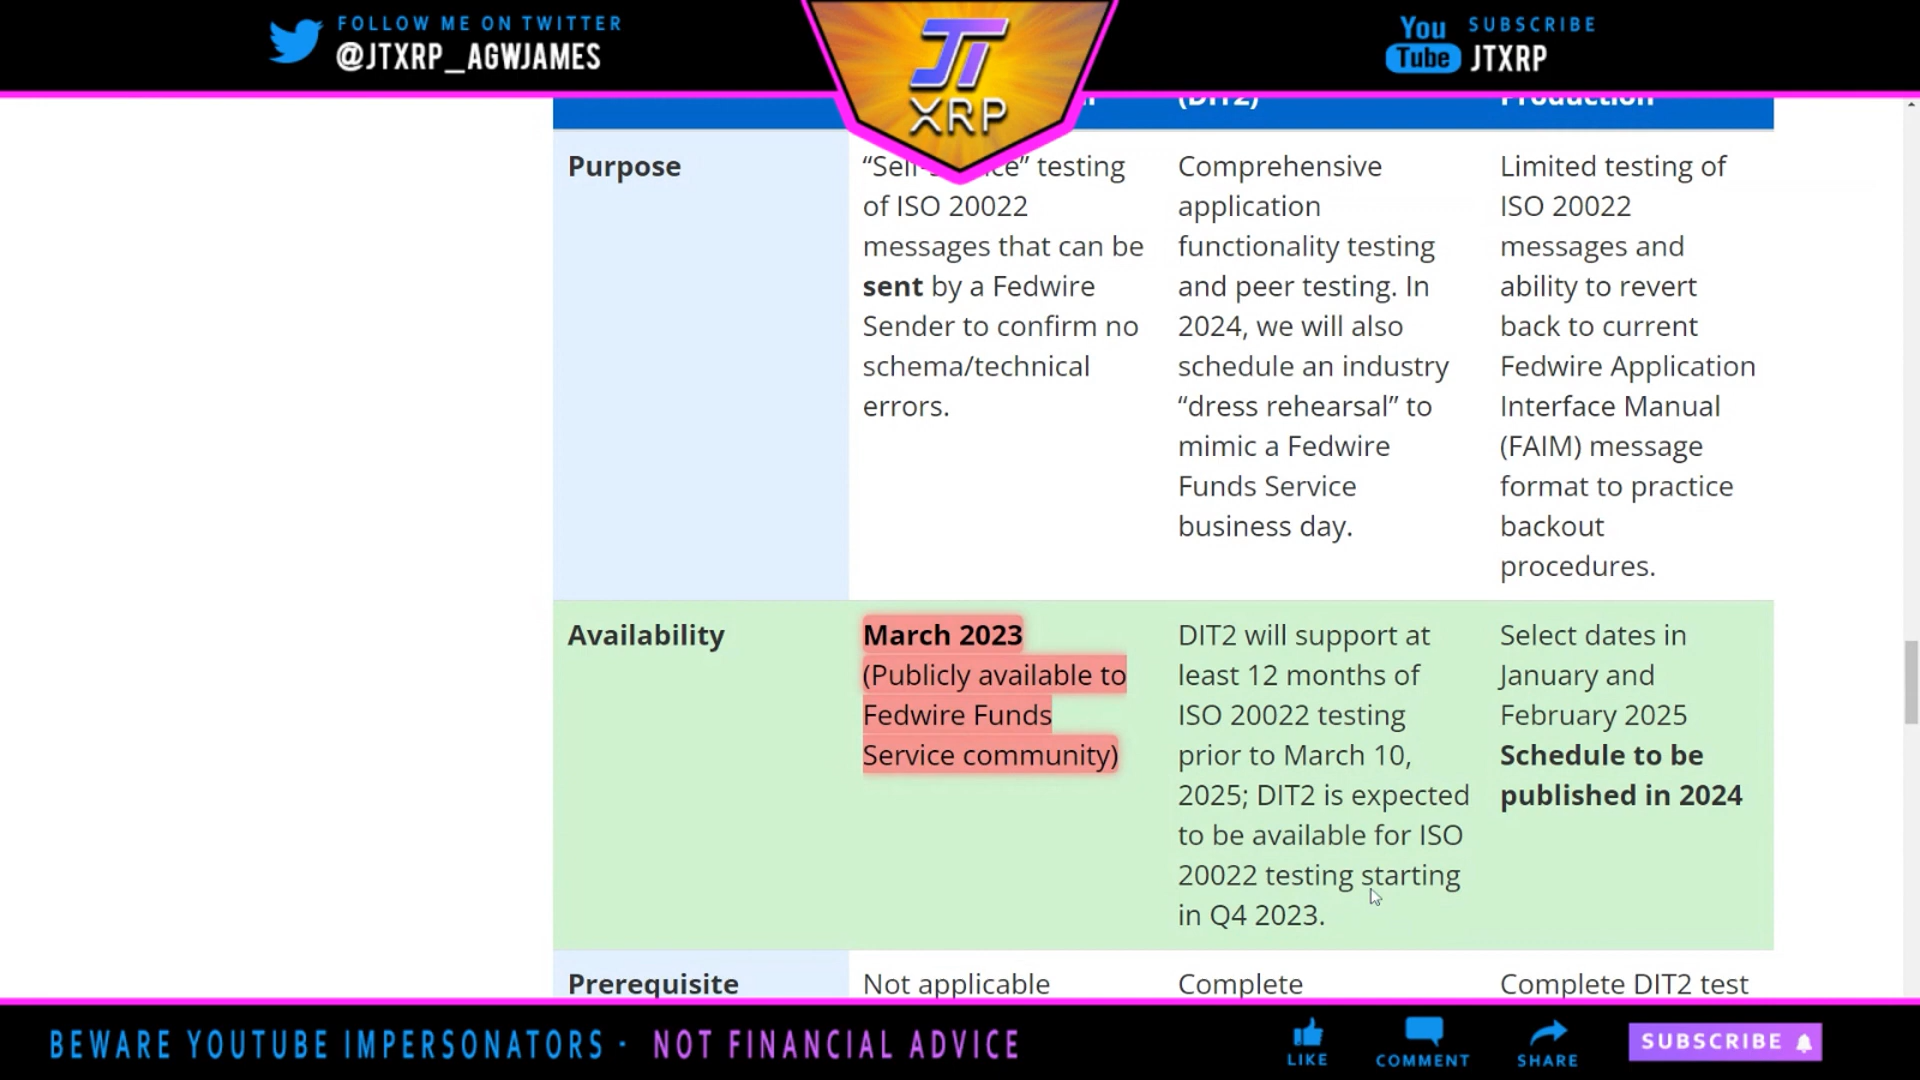 FOLLOW ME ON TWITTER
@JTXRP_AGWJAMES
JT
XRP
You
Tube
SUBSCRIBE
JTXRP
(DIT2)
Production
Purpose
testing
of ISO 20022
messages that can be
sent by a Fedwire
Sender to confirm no
schema/technical
errors.
Comprehensive
application
functionality testing
and peer testing. In
2024, we will also
schedule an industry
“dress rehearsal” to
mimic a Fedwire
Funds Service
business day.
Limited testing of
ISO 20022
messages and
ability to revert
back to current
Fedwire Application
Interface Manual
(FAIM) message
format to practice
backout
procedures.
Availability
March 2023
(Publicly available to
Fedwire Funds
Service community)
DIT2 will support at
least 12 months of
ISO 20022 testing
prior to March 10,
2025; DIT2 is expected
to be available for ISO
20022 testing starting
in Q4 2023.
Select dates in
January and
February 2025
Schedule to be
published in 2024
Prerequisite
Not applicable
Complete
Complete DIT2 test
BEWARE YOUTUBE IMPERSONATORS · NOT FINANCIAL ADVICE
LIKE
COMMENT
SHARE
SUBSCRIBE